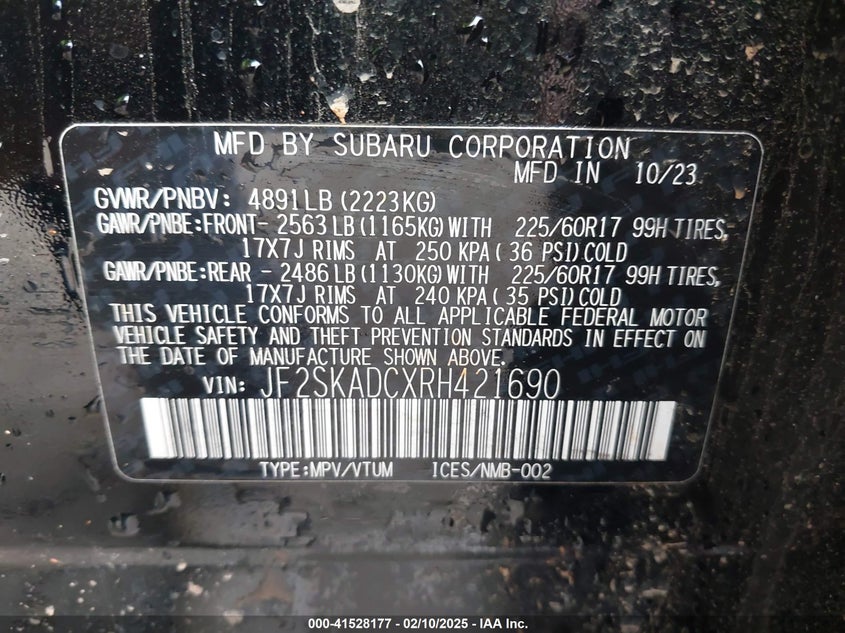 MFD BY SUBARU CORPORATION
MFD IN 10/23
GVWR/PNBV: 4891LB (2223KG)
GAWR/PNBE:FRONT- 2563LB (1165KG)WITH 225/60R17 99H TIRES,
17X7J RIMS AT 250 KPA ( 36 PSI)COLD
GAWR/PNBE:REAR - 2486LB (1130KG)WITH 225/60R17 99H TIRES,
17X7J RIMS AT 240 KPA ( 35 PSI)COLD
THIS VEHICLE CONFORMS TO ALL APPLICABLE FEDERAL MOTOR
VEHICLE SAFETY AND THEFT PREVENTION STANDARDS IN EFFECT ON
THE DATE OF MANUFACTURE SHOWN ABOVE.
VIN: JF2SKADCXRH421690
TYPE:MPV/VTUM ICES/NMB-002
000-41528177 - 02/10/2025 - IAA Inc.